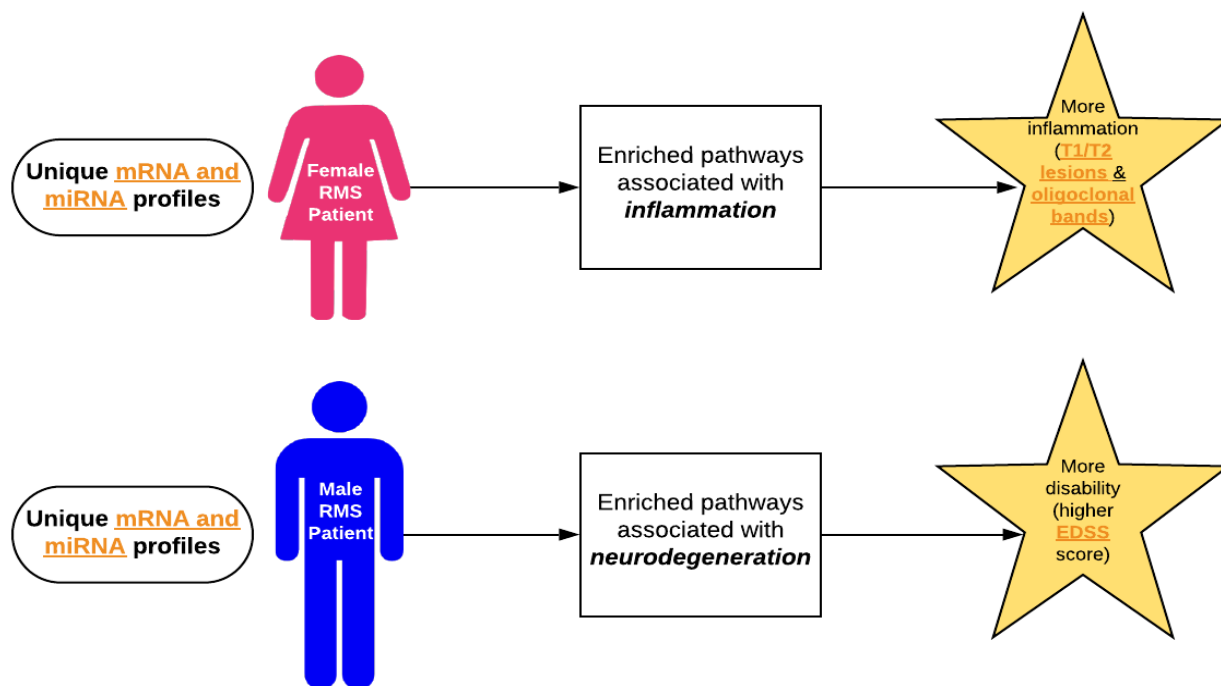 Unique mRNA and
miRNA profiles
Female
RMS
Patient
Enriched pathways
associated with
inflammation
More
inflammation
(T1/T2
lesions &
oligoclonal
bands)
Unique mRNA and
miRNA profiles
Male
RMS
Patient
Enriched pathways
associated with
neurodegeneration
More
disability
(higher
EDSS
score)